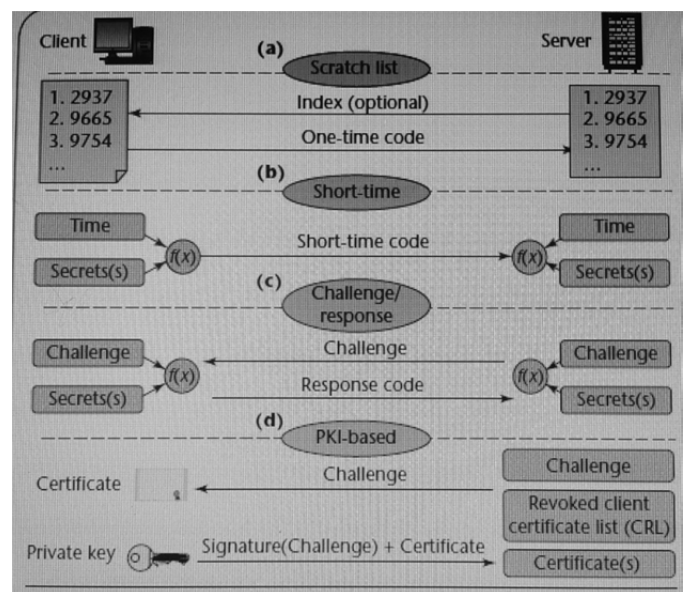 Client
Server
(a)
Scratch list
1. 2937
2. 9665
3. 9754
...
Index (optional)
One-time code
1. 2937
2. 9665
3. 9754
...
(b)
Short-time
Time
Secrets(s)
f(x)
Short-time code
f(x)
Time
Secrets(s)
(c)
Challenge/
response
Challenge
Secrets(s)
f(x)
Challenge
Response code
f(x)
Challenge
Secrets(s)
(d)
PKI-based
Certificate
Challenge
Challenge
Revoked client
certificate list (CRL)
Private key
Signature(Challenge) + Certificate
Certificate(s)